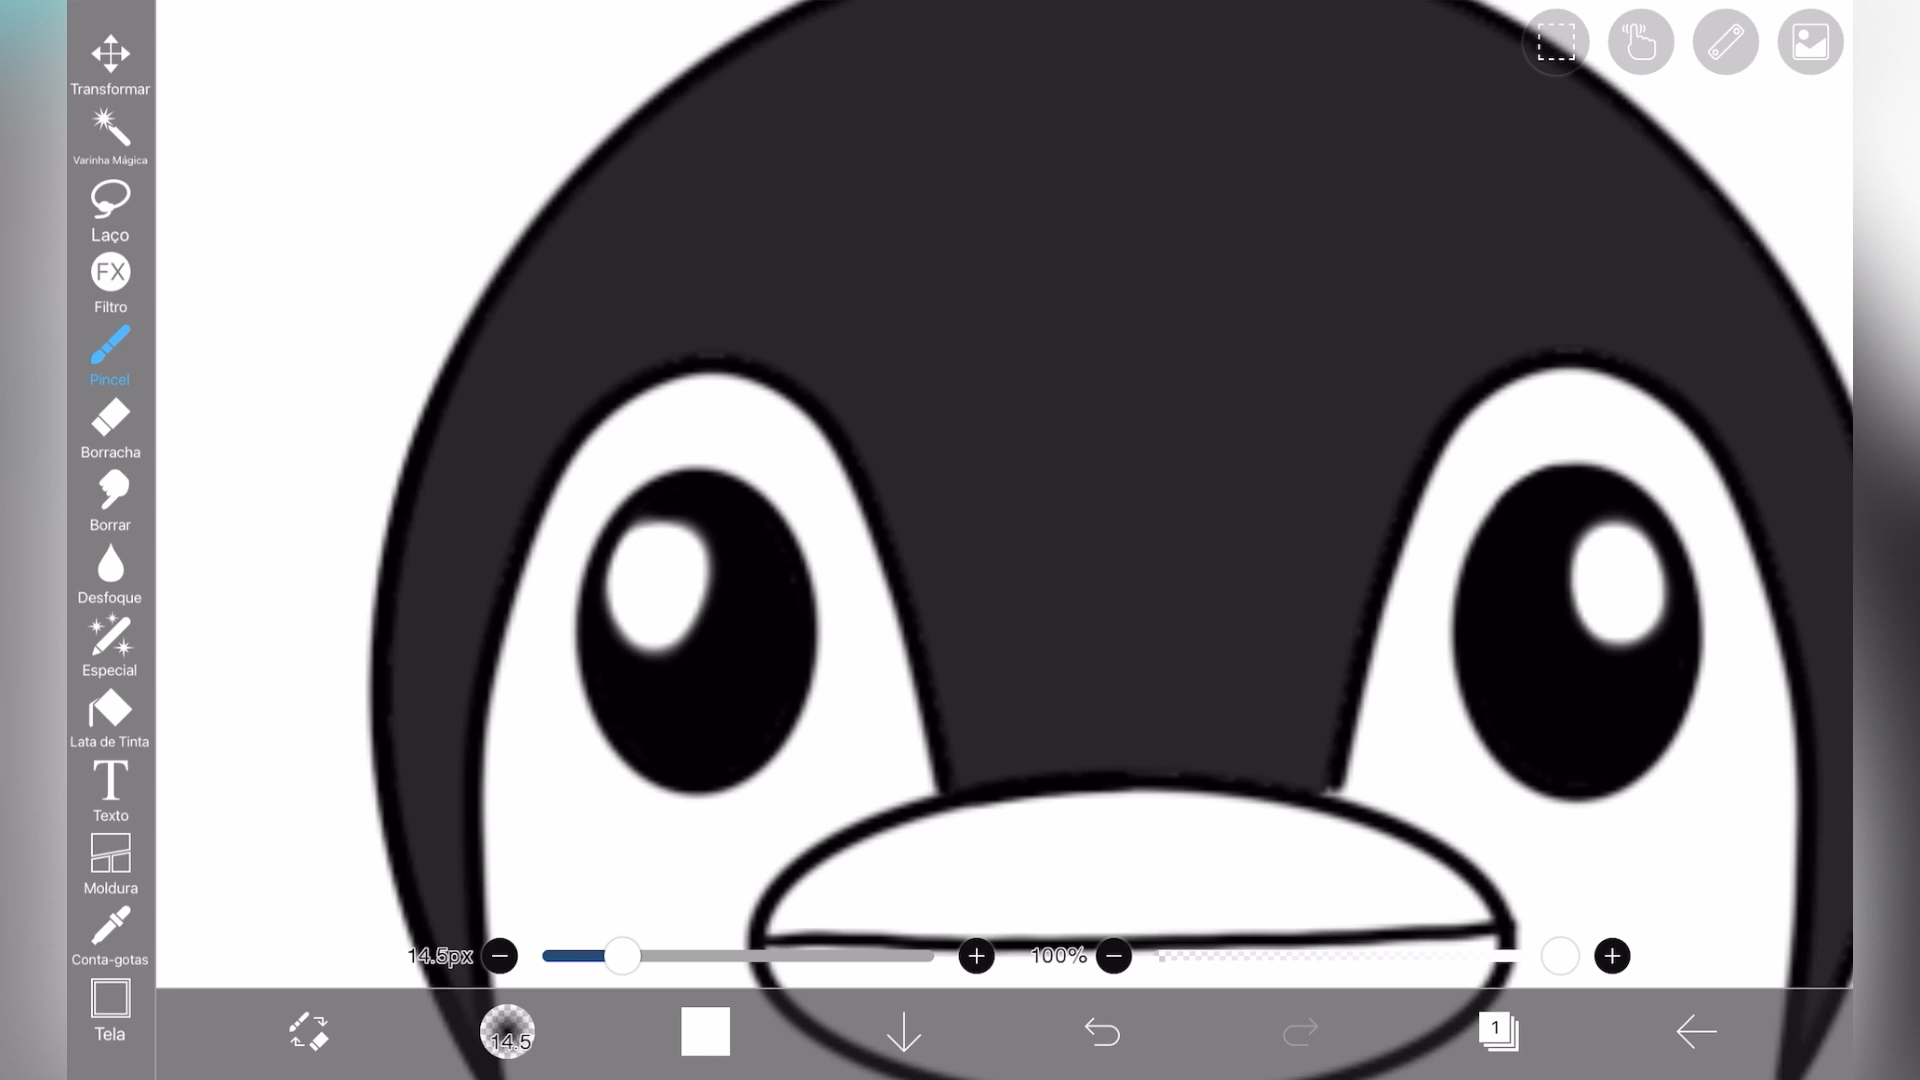 Transformar
Varinha Mágica
Laço
FX
Filtro
Pincel
Borracha
Borrar
Desfoque
Especial
Lata de Tinta
T
Texto
Moldura
Conta-gotas
Tela
14.5px
100%
14.5
1